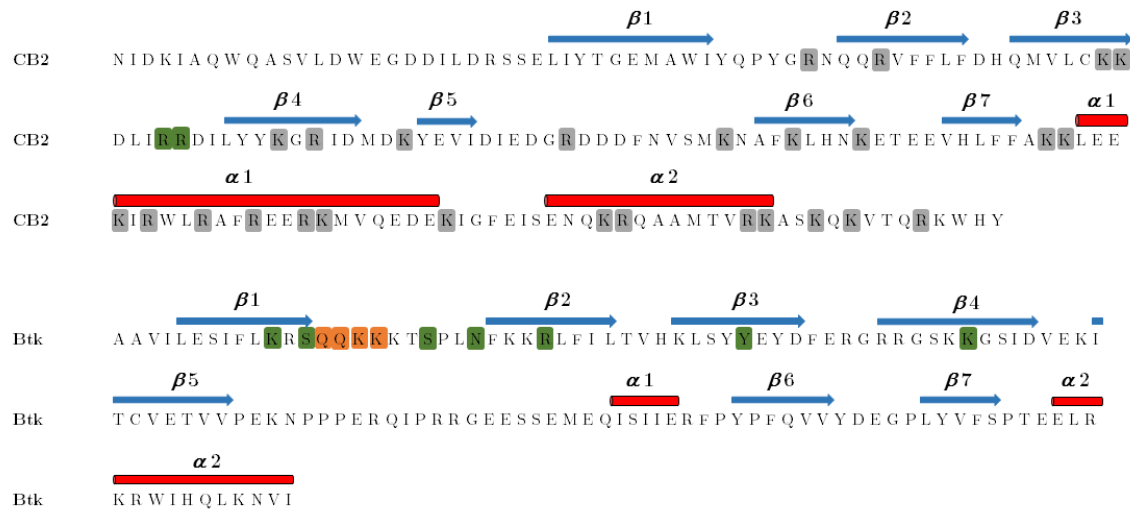 β1 β2 β3
CB2 N I D K I A Q W Q A S V L D W E G D D I L D R S S E L I Y T G E M A W I Y Q P Y G R N Q Q R V F F L F D H Q M V L C K K
β4 β5 β6 β7 α1
CB2 D L I R R D I L Y Y K G R I D M D K Y E V I D I E D G R D D D F N V S M K N A F K L H N K E T E E V H L F F A K K L E E
α1 α2
CB2 K I R W L R A F R E E R K M V Q E D E K I G F E I S E N Q K R Q A A M T V R K A S K Q K V T Q R K W H Y
β1 β2 β3 β4
Btk A A V I L E S I F L K R S Q Q K K K T S P L N F K K R L F I L T V H K L S Y Y E Y D F E R G R R G S K K G S I D V E K I
β5 α1 β6 β7 α2
Btk T C V E T V V P E K N P P P E R Q I P R R G E E S S E M E Q I S I I E R F P Y P F Q V V Y D E G P L Y V F S P T E E L R
α2
Btk K R W I H Q L K N V I